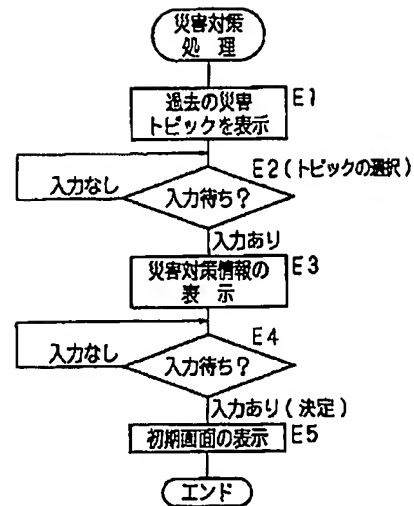 災害対策
処 理
過去の災害
トピックを表示
E1
E2(トピックの選択)
入力なし
入力待ち?
入力あり
災害対策情報の
表 示
E3
E4
入力なし
入力待ち?
入力あり(決定)
初期画面の表示
E5
エンド